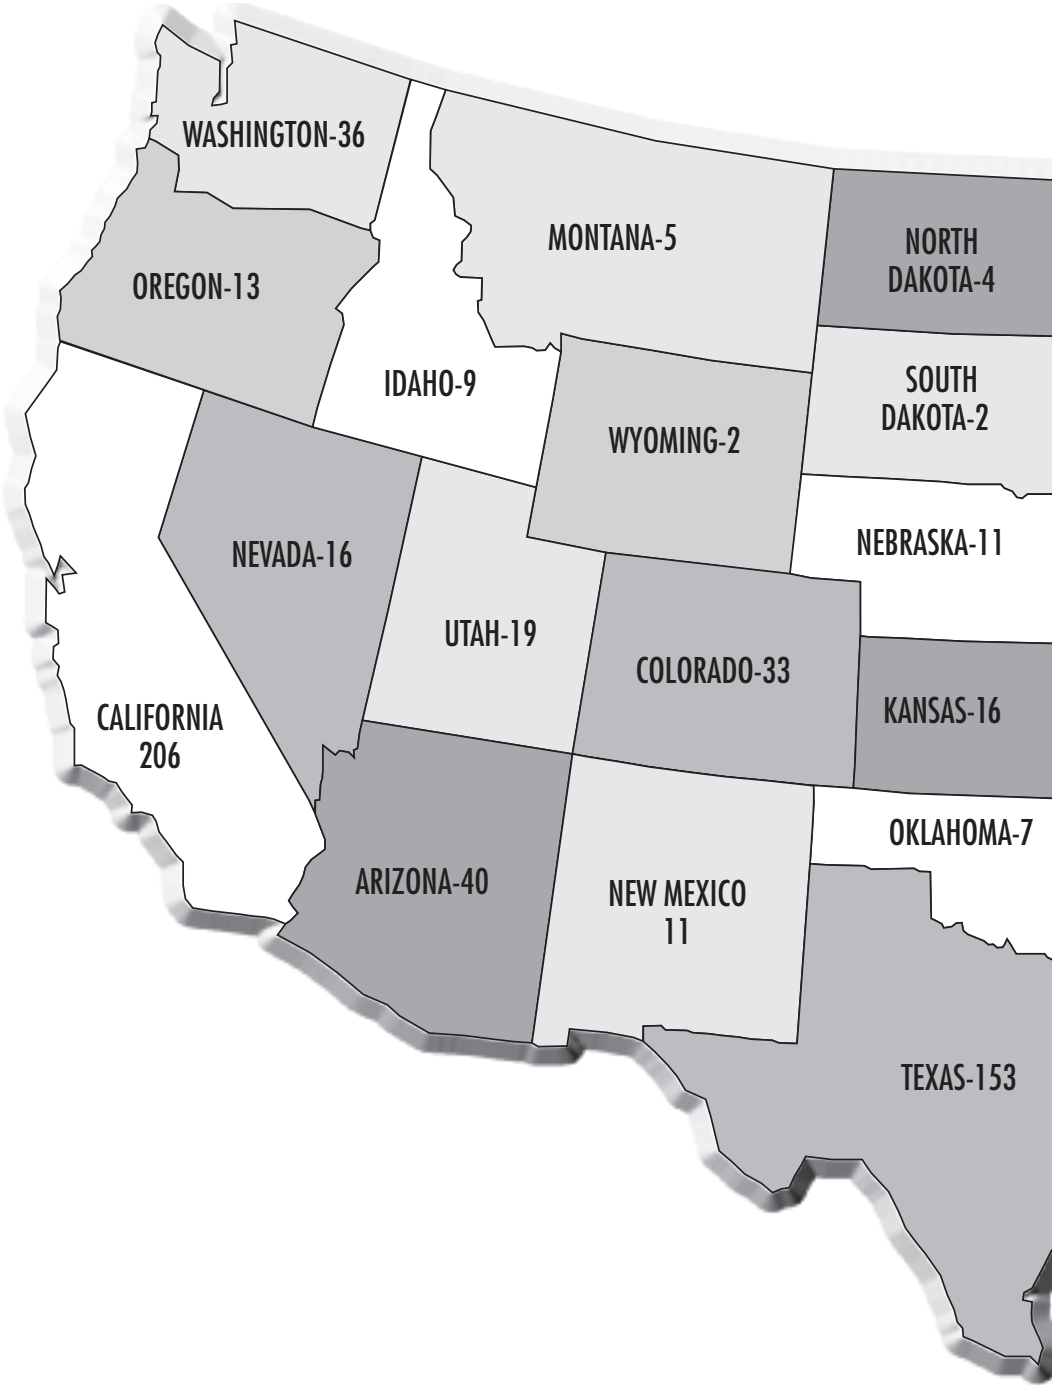 WASHINGTON-36
MONTANA-5
NORTH
DAKOTA-4
OREGON-13
IDAHO-9
SOUTH
DAKOTA-2
WYOMING-2
NEBRASKA-11
NEVADA-16
UTAH-19
COLORADO-33
KANSAS-16
CALIFORNIA
206
OKLAHOMA-7
ARIZONA-40
NEW MEXICO
11
TEXAS-153